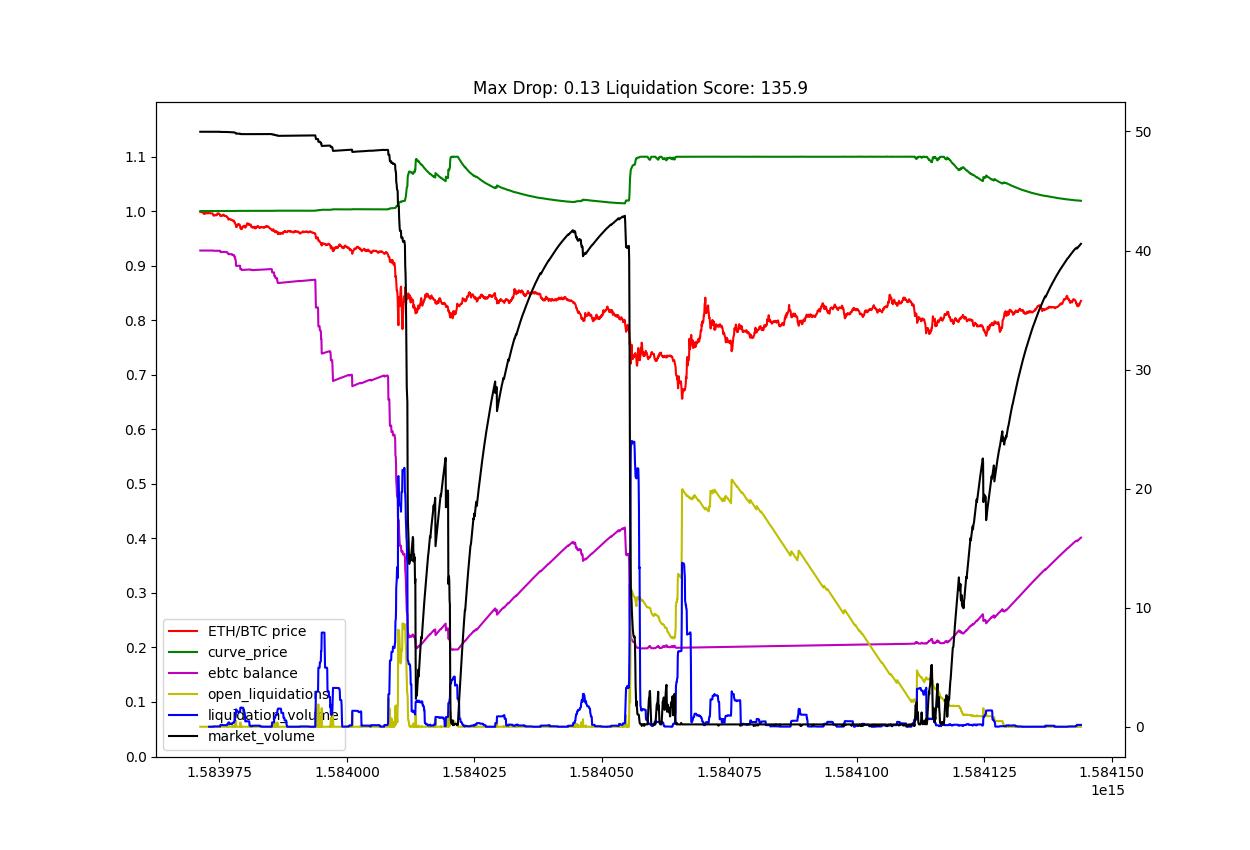 Max Drop: 0.13 Liquidation Score: 135.9
1.1
1.0
0.9
0.8
0.7
0.6
0.5
0.4
0.3
0.2
0.1
0.0
50
40
30
20
10
0
ETH/BTC price
curve_price
ebtc balance
open_liquidations
liquidation_volume
market_volume
1.583975 1.584000 1.584025 1.584050 1.584075 1.584100 1.584125 1.584150
1e15